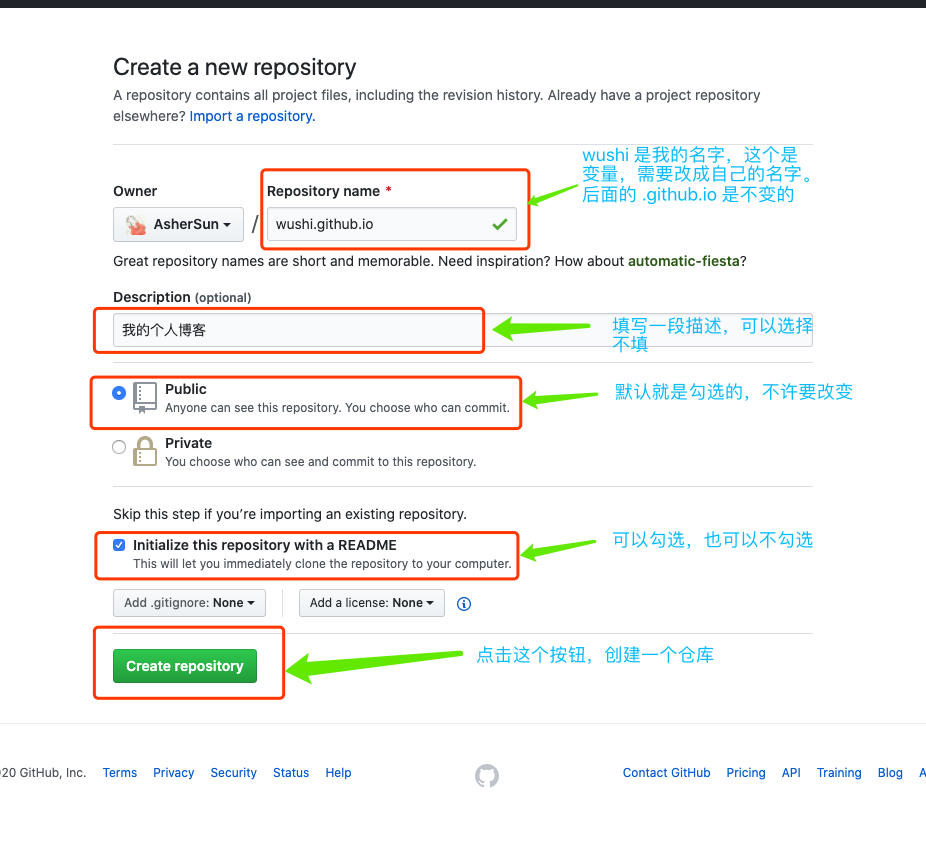 Create a new repository
A repository contains all project files, including the revision history. Already have a project repository
elsewhere? Import a repository.
wushi 是我的名字，这个是
变量，需要改成自己的名字。
后面的 .github.io 是不变的
Owner
Repository name *
AsherSun
/
wushi.github.io
Great repository names are short and memorable. Need inspiration? How about automatic-fiesta?
Description (optional)
我的个人博客
填写一段描述，可以选择
不填
Public
Anyone can see this repository. You choose who can commit.
默认就是勾选的，不许要改变
Private
You choose who can see and commit to this repository.
Skip this step if you're importing an existing repository.
Initialize this repository with a README
This will let you immediately clone the repository to your computer.
可以勾选，也可以不勾选
Add .gitignore: None
Add a license: None
Create repository
点击这个按钮，创建一个仓库
20 GitHub, Inc.
Terms
Privacy
Security
Status
Help
Contact GitHub
Pricing
API
Training
Blog
A